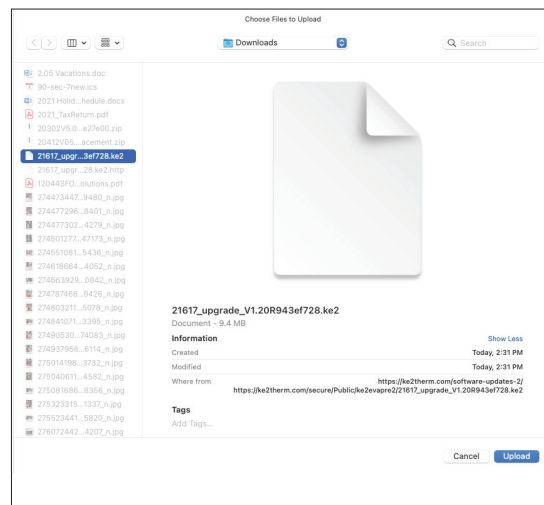 Choose Files to Upload
Downloads
Search
2.05 Vacations.doc
90-sec-7new.ics
2021 Holid...hedule.docx
2021_TaxReturn.pdf
20302V5.0...e27e00.zip
20412V05....acement.zip
21617_upgr...3ef728.ke2
21617_upgr...28.ke2.http
120443FO...olutions.pdf
274473447...9480_n.jpg
274477296...8401_n.jpg
274477302...4279_n.jpg
274501277...47173_n.jpg
274551081...5436_n.jpg
274618664...4052_n.jpg
274663929...0842_n.jpg
274787466...9426_n.jpg
274803211...5078_n.jpg
274841071...3395_n.jpg
27490530...74083_n.jpg
274937956...6114_n.jpg
275014198...3732_n.jpg
275040611...4582_n.jpg
275081686...8356_n.jpg
275323315...1337_n.jpg
275523441...5820_n.jpg
276072442...4207_n.jpg
21617_upgrade_V1.20R943ef728.ke2
Document - 9.4 MB
Information Show Less
Created Today, 2:31 PM
Modified Today, 2:31 PM
Where from https://ke2therm.com/software-updates-2/
https://ke2therm.com/secure/Public/ke2evapre2/21617_upgrade_V1.20R943ef728.ke2
Tags
Add Tags...
Cancel Upload